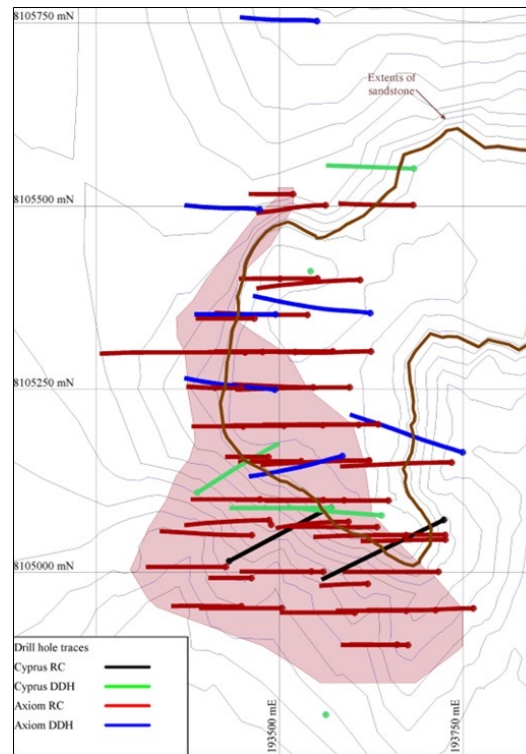 8105750 mN
Extents of
sandstone
8105500 mN
8105250 mN
8105000 mN
Drill hole traces
Cyprus RC
Cyprus DDH
Axiom RC
Axiom DDH
193500 mE
193750 mE